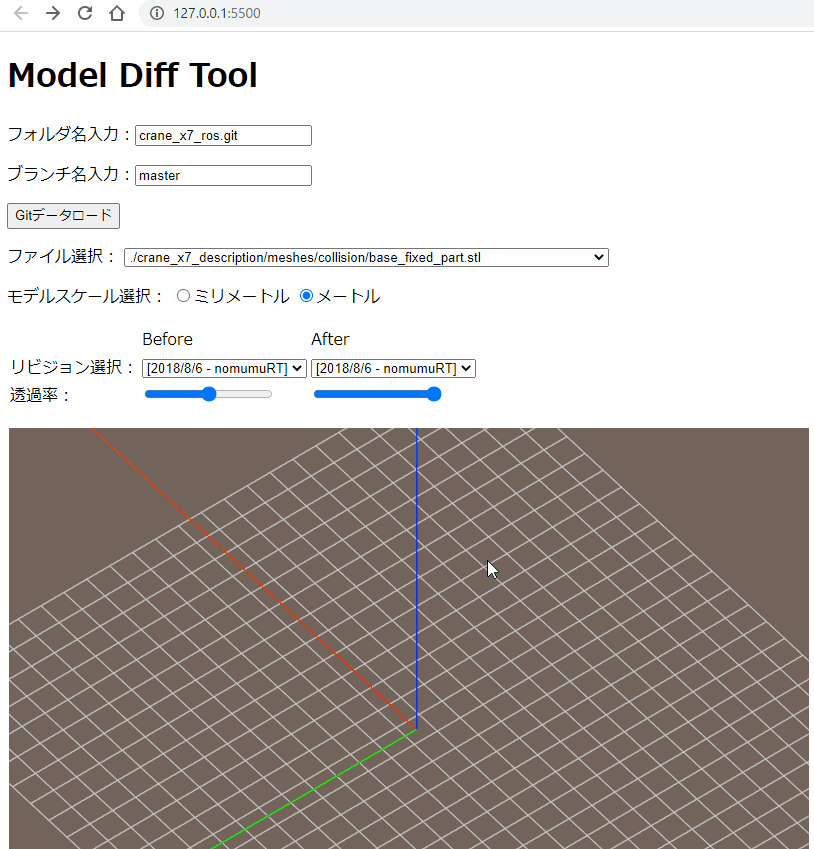 127.0.0.1:5500
Model Diff Tool
フォルダ名入力：crane_x7_ros.git
ブランチ名入力：master
Gitデータロード
ファイル選択： ./crane_x7_description/meshes/collision/base_fixed_part.stl
モデルスケール選択： ミリメートル メートル
Before After
リビジョン選択： [2018/8/6 - nomumuRT] [2018/8/6 - nomumuRT]
透過率：